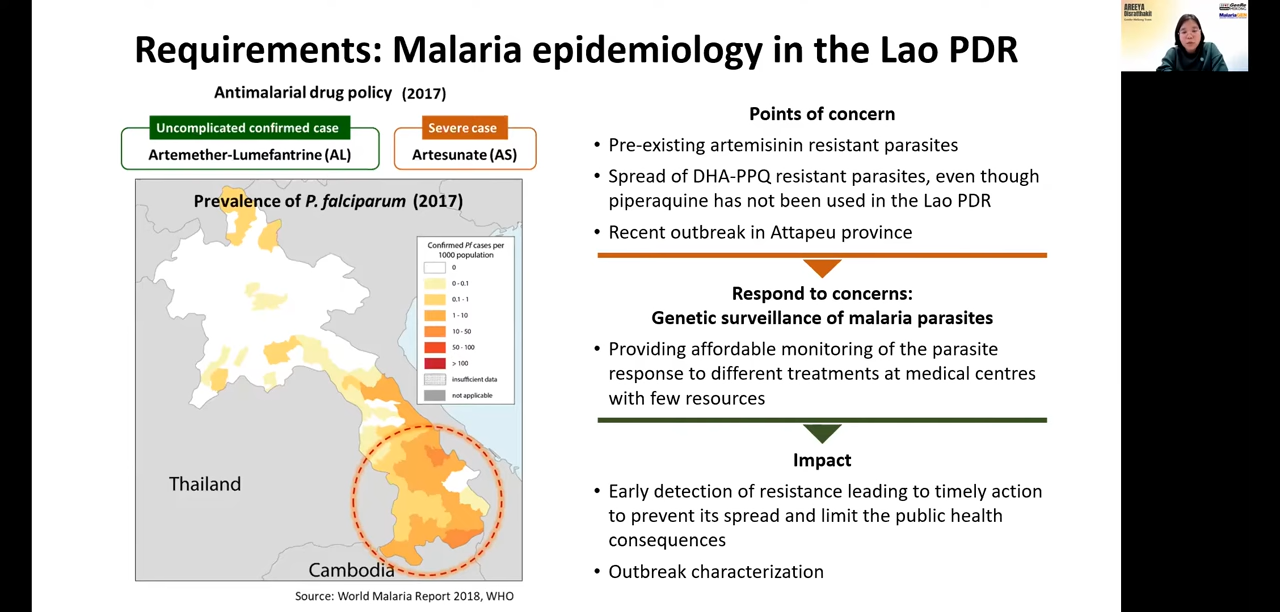 Requirements: Malaria epidemiology in the Lao PDR
Antimalarial drug policy (2017)
Uncomplicated confirmed case
Artemether-Lumefantrine (AL)
Severe case
Artesunate (AS)
Prevalence of P. falciparum (2017)
Confirmed Pf cases per
1000 population
0
0 - 0.1
0.1 - 1
1 - 10
10 - 50
50 - 100
> 100
insufficient data
not applicable
Thailand
Cambodia
Source: World Malaria Report 2018, WHO
Points of concern
• Pre-existing artemisinin resistant parasites
• Spread of DHA-PPQ resistant parasites, even though
piperaquine has not been used in the Lao PDR
• Recent outbreak in Attapeu province
Respond to concerns:
Genetic surveillance of malaria parasites
• Providing affordable monitoring of the parasite
response to different treatments at medical centres
with few resources
Impact
• Early detection of resistance leading to timely action
to prevent its spread and limit the public health
consequences
• Outbreak characterization
AREEYA